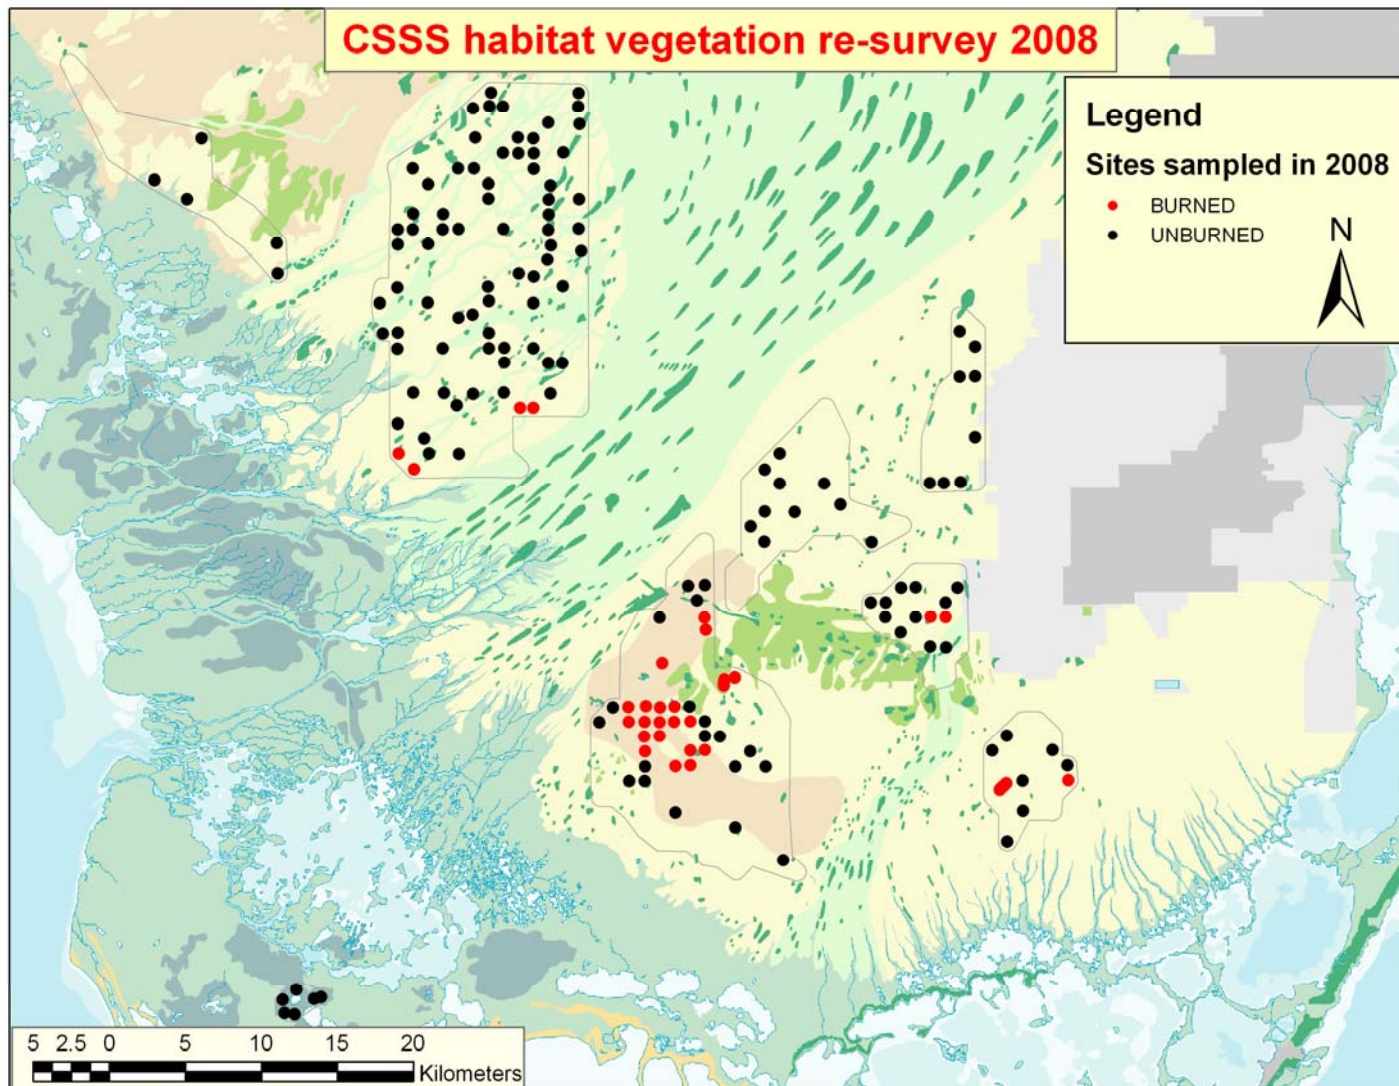 CSSS habitat vegetation re-survey 2008
Legend
Sites sampled in 2008
BURNED
UNBURNED
N
5 2.5 0 5 10 15 20
Kilometers